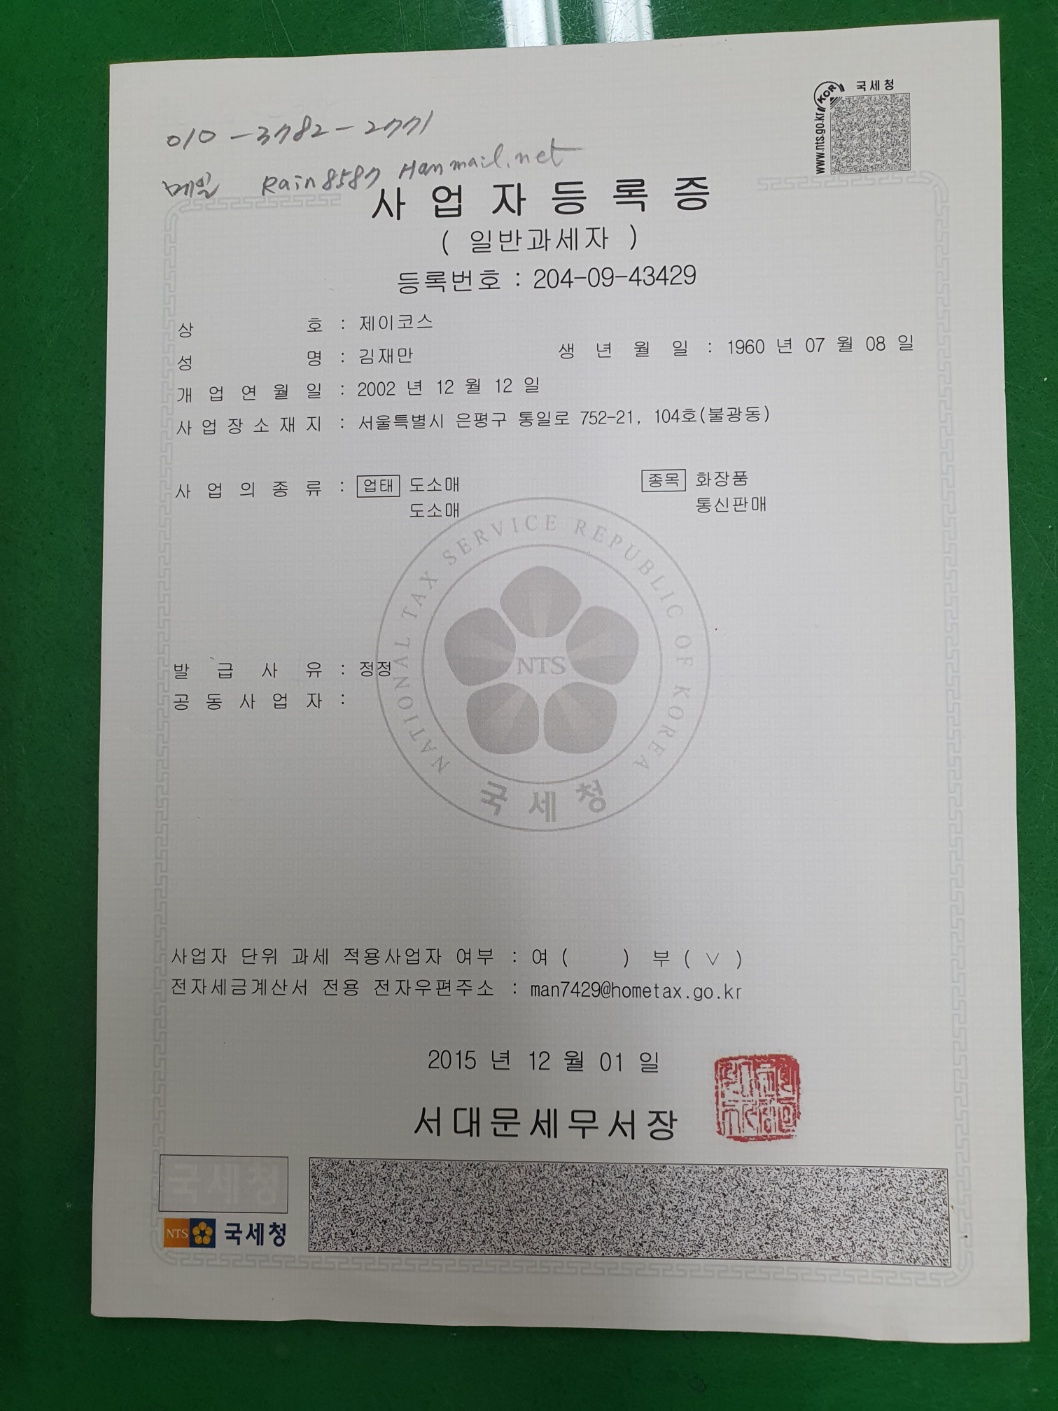 국세청
KOR
www.nts.go.kr
010-3782-2771
메일 Rain8587 Hanmail.net
사업자등록증
( 일반과세자 )
등록번호 : 204-09-43429
상 호 : 제이코스
성 명 : 김재만 생 년 월 일 : 1960 년 07 월 08 일
개 업 연 월 일 : 2002 년 12 월 12 일
사 업 장 소 재 지 : 서울특별시 은평구 통일로 752-21, 104호(불광동)
사 업 의 종 류 : 업태 도소매 종목 화장품
도소매 통신판매
NATIONAL TAX SERVICE REPUBLIC OF KOREA
NTS
국세청
발 급 사 유 : 정정
공 동 사 업 자 :
사업자 단위 과세 적용사업자 여부 : 여 ( ) 부 ( ∨ )
전자세금계산서 전용 전자우편주소 : man7429@hometax.go.kr
2015 년 12 월 01 일
서대문세무서장
국세청
NTS 국세청